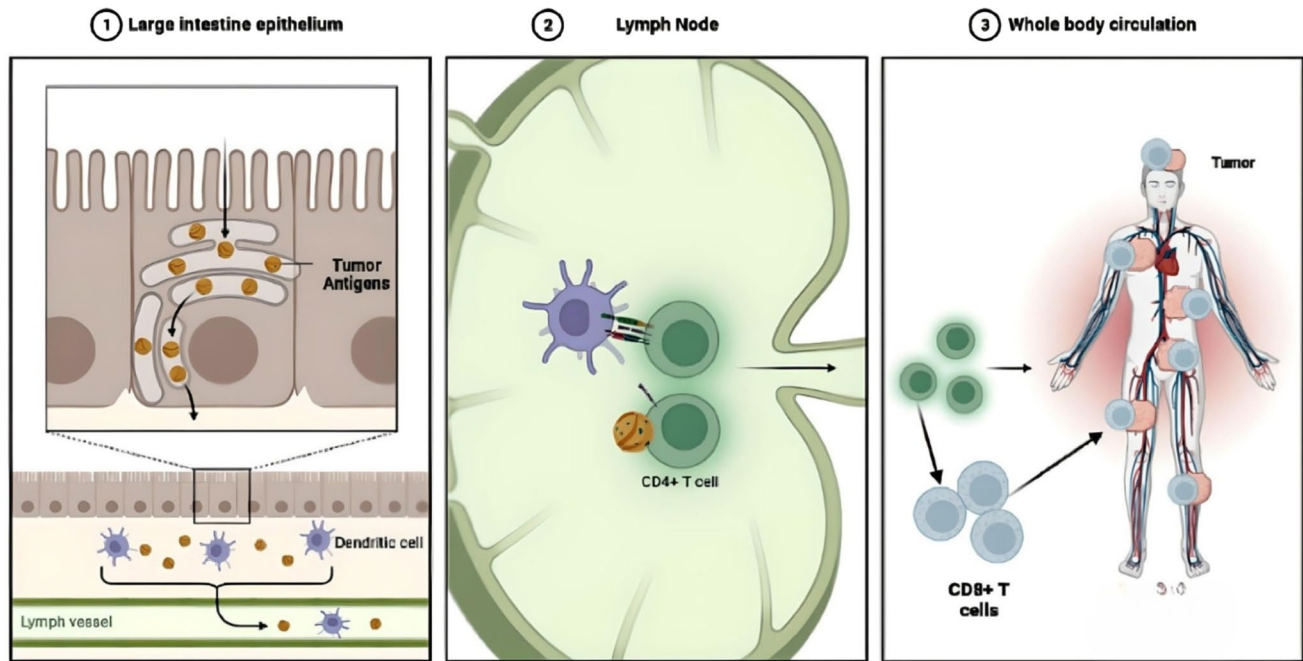 1 Large intestine epithelium
2 Lymph Node
3 Whole body circulation
Tumor
Antigens
Dendritic cell
Lymph vessel
CD4+ T cell
Tumor
CD8+ T
cells